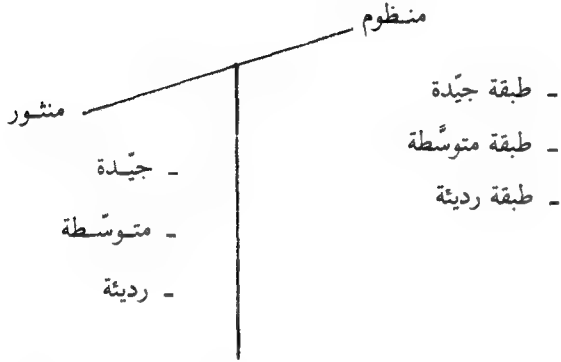 منظوم
منثور
- طبقة جيّدة
- طبقة متوسَّطة
- طبقة رديئة
- جيّدة
- متوسّطة
- رديئة